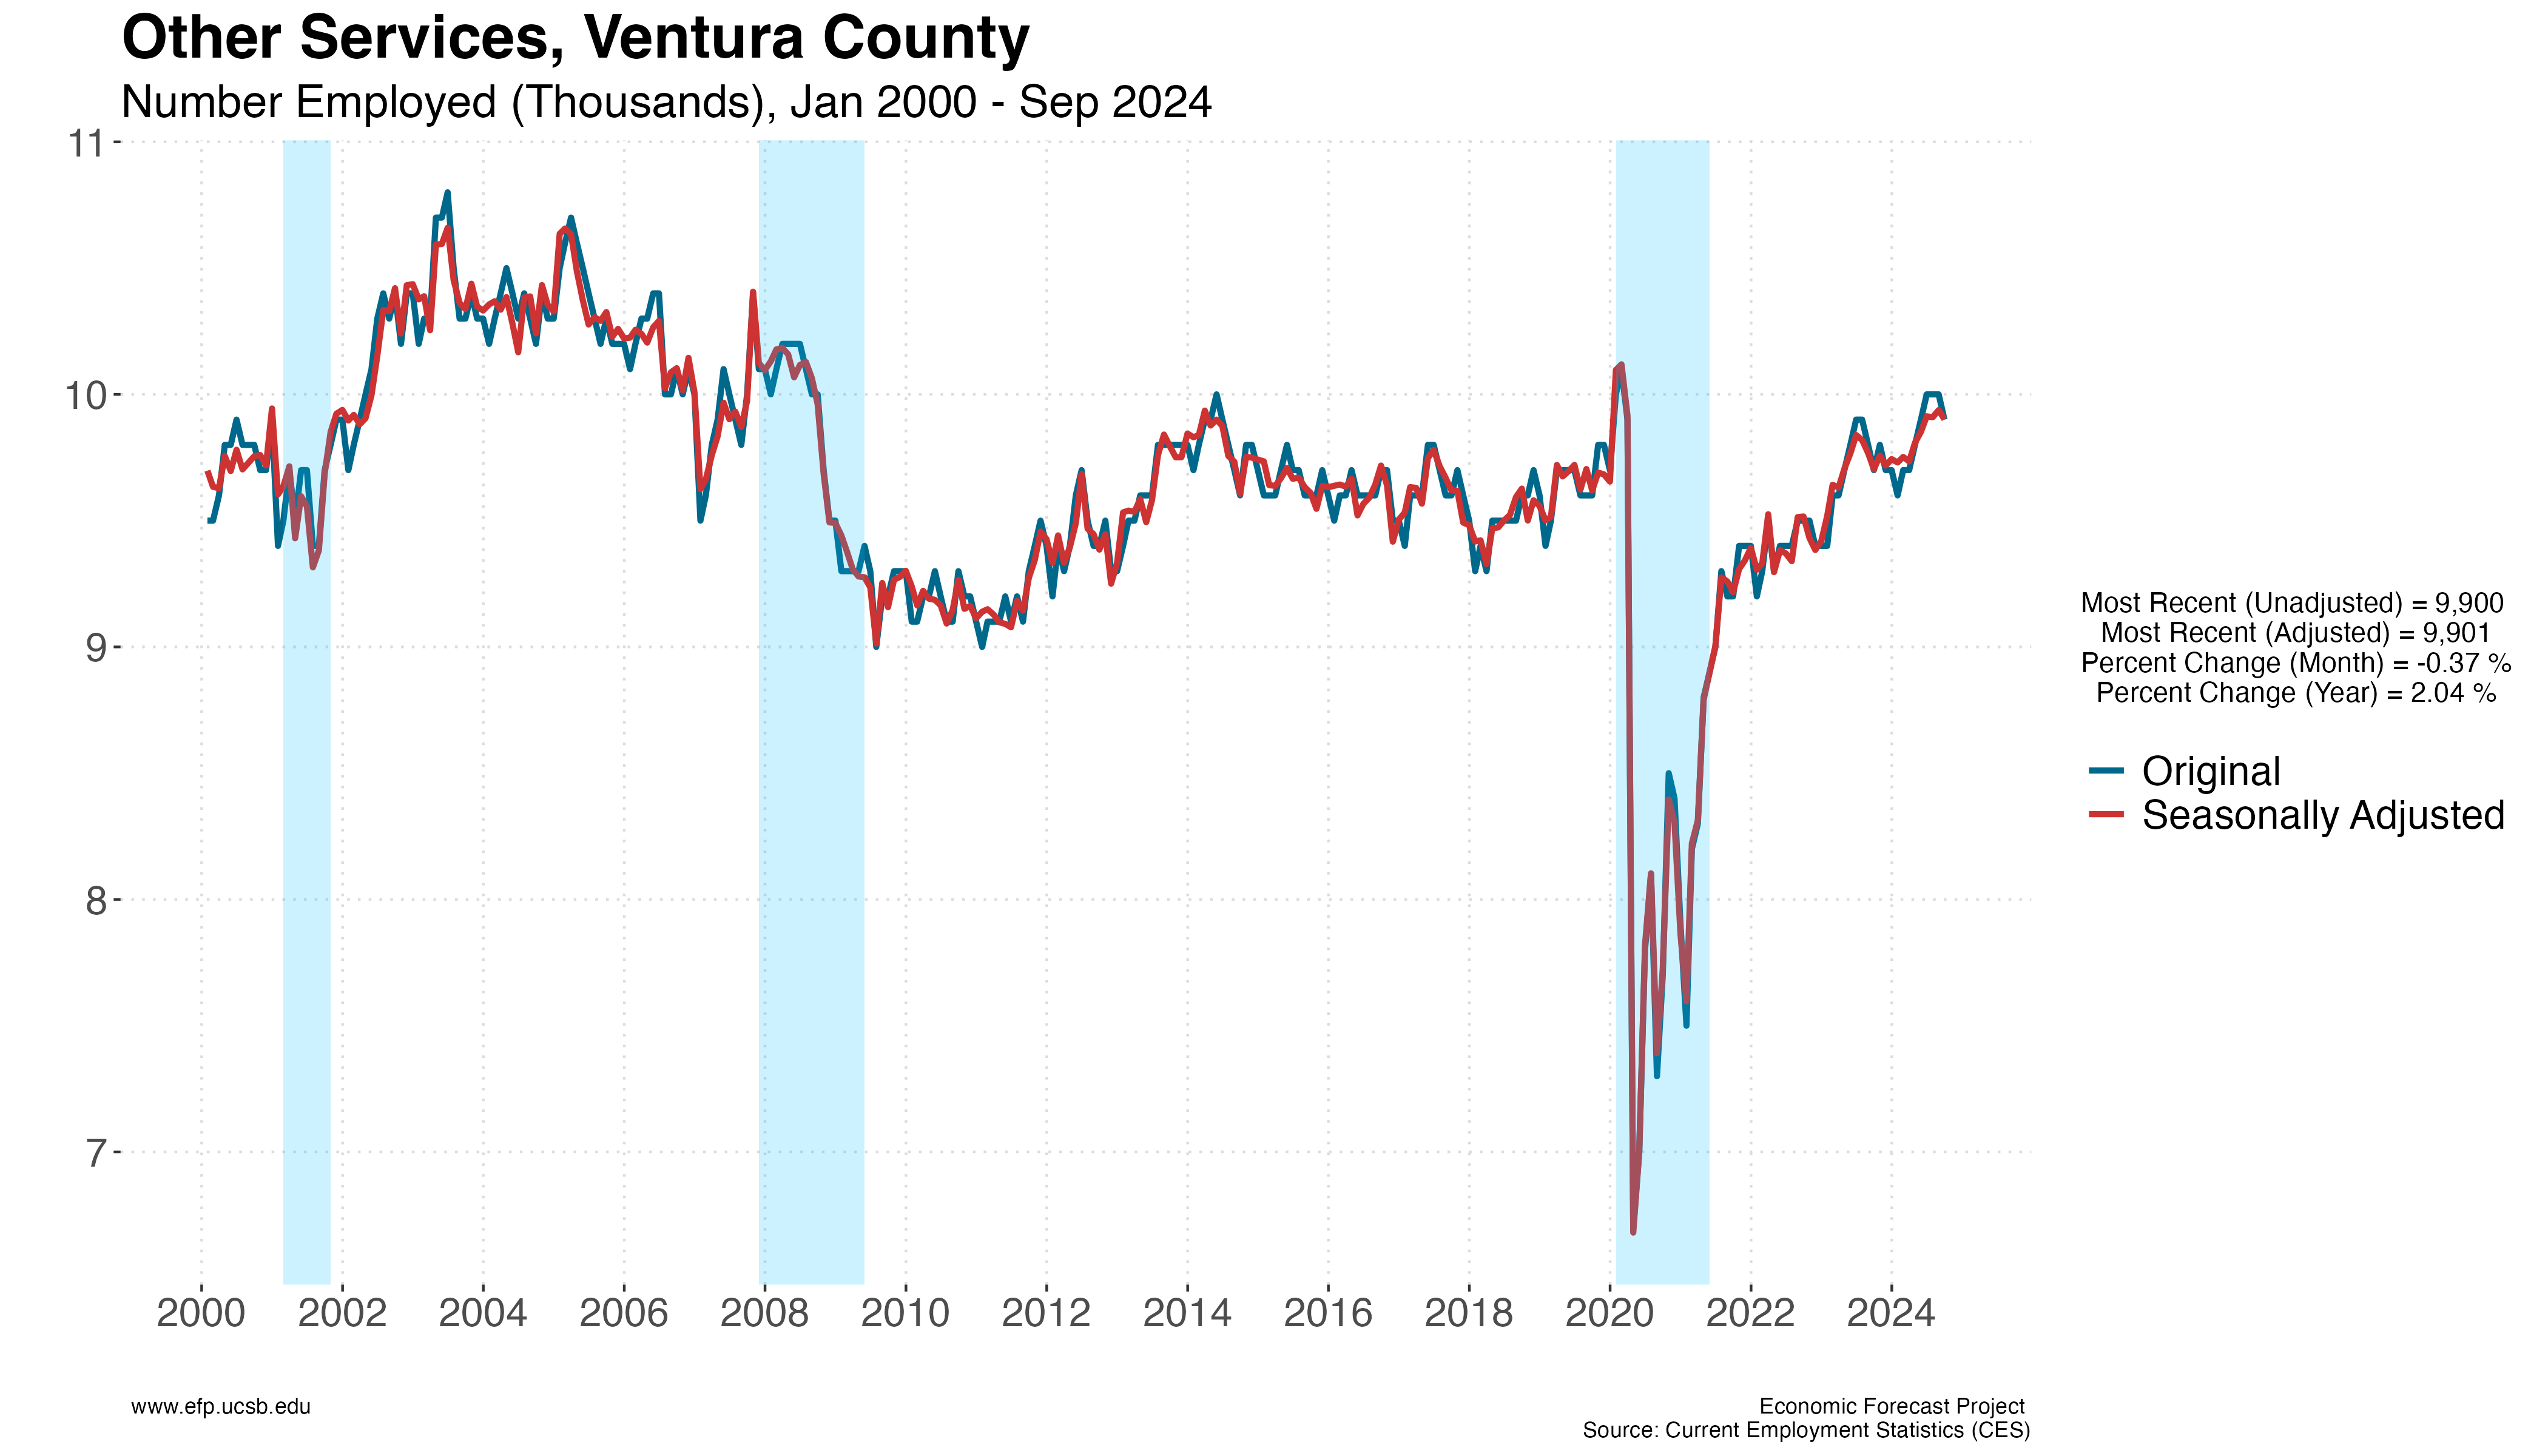 Other Services, Ventura County
Number Employed (Thousands), Jan 2000 - Sep 2024
11
10
9
8
7
2000 2002 2004 2006 2008 2010 2012 2014 2016 2018 2020 2022 2024
Most Recent (Unadjusted) = 9,900
Most Recent (Adjusted) = 9,901
Percent Change (Month) = -0.37 %
Percent Change (Year) = 2.04 %
Original
Seasonally Adjusted
www.efp.ucsb.edu
Economic Forecast Project
Source: Current Employment Statistics (CES)